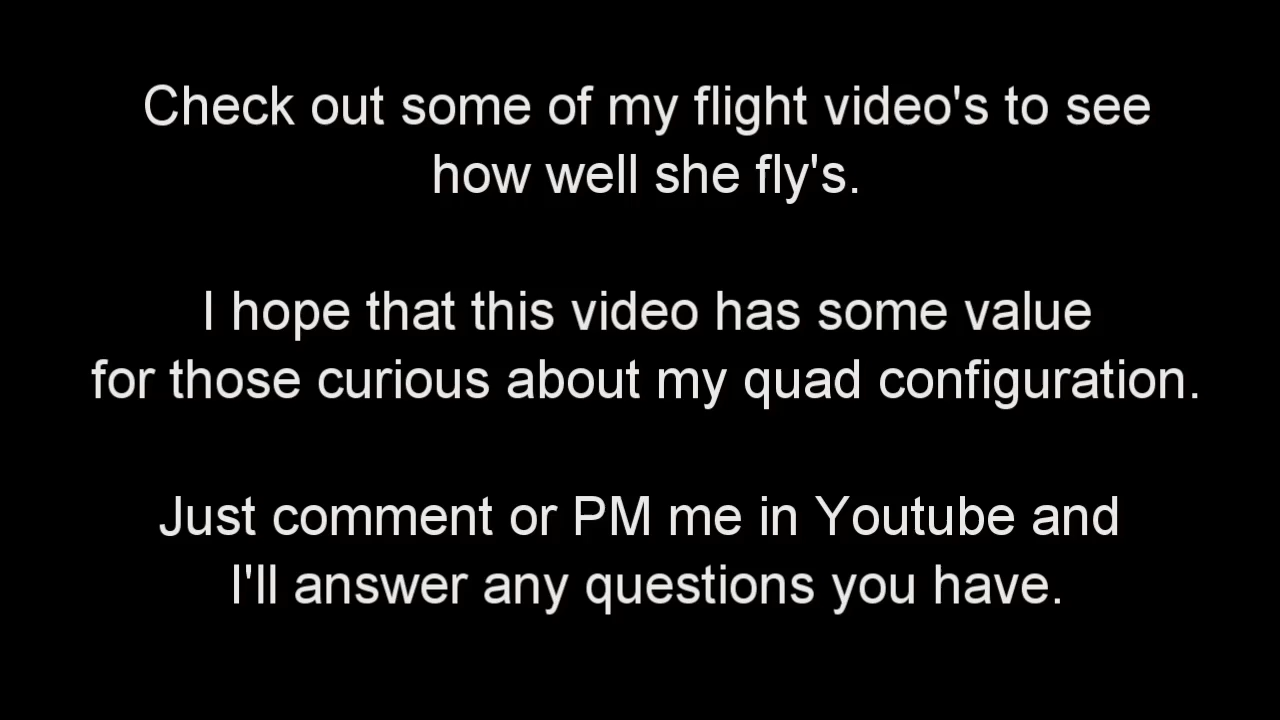 Check out some of my flight video's to see
how well she fly's.
I hope that this video has some value
for those curious about my quad configuration.
Just comment or PM me in Youtube and
I'll answer any questions you have.